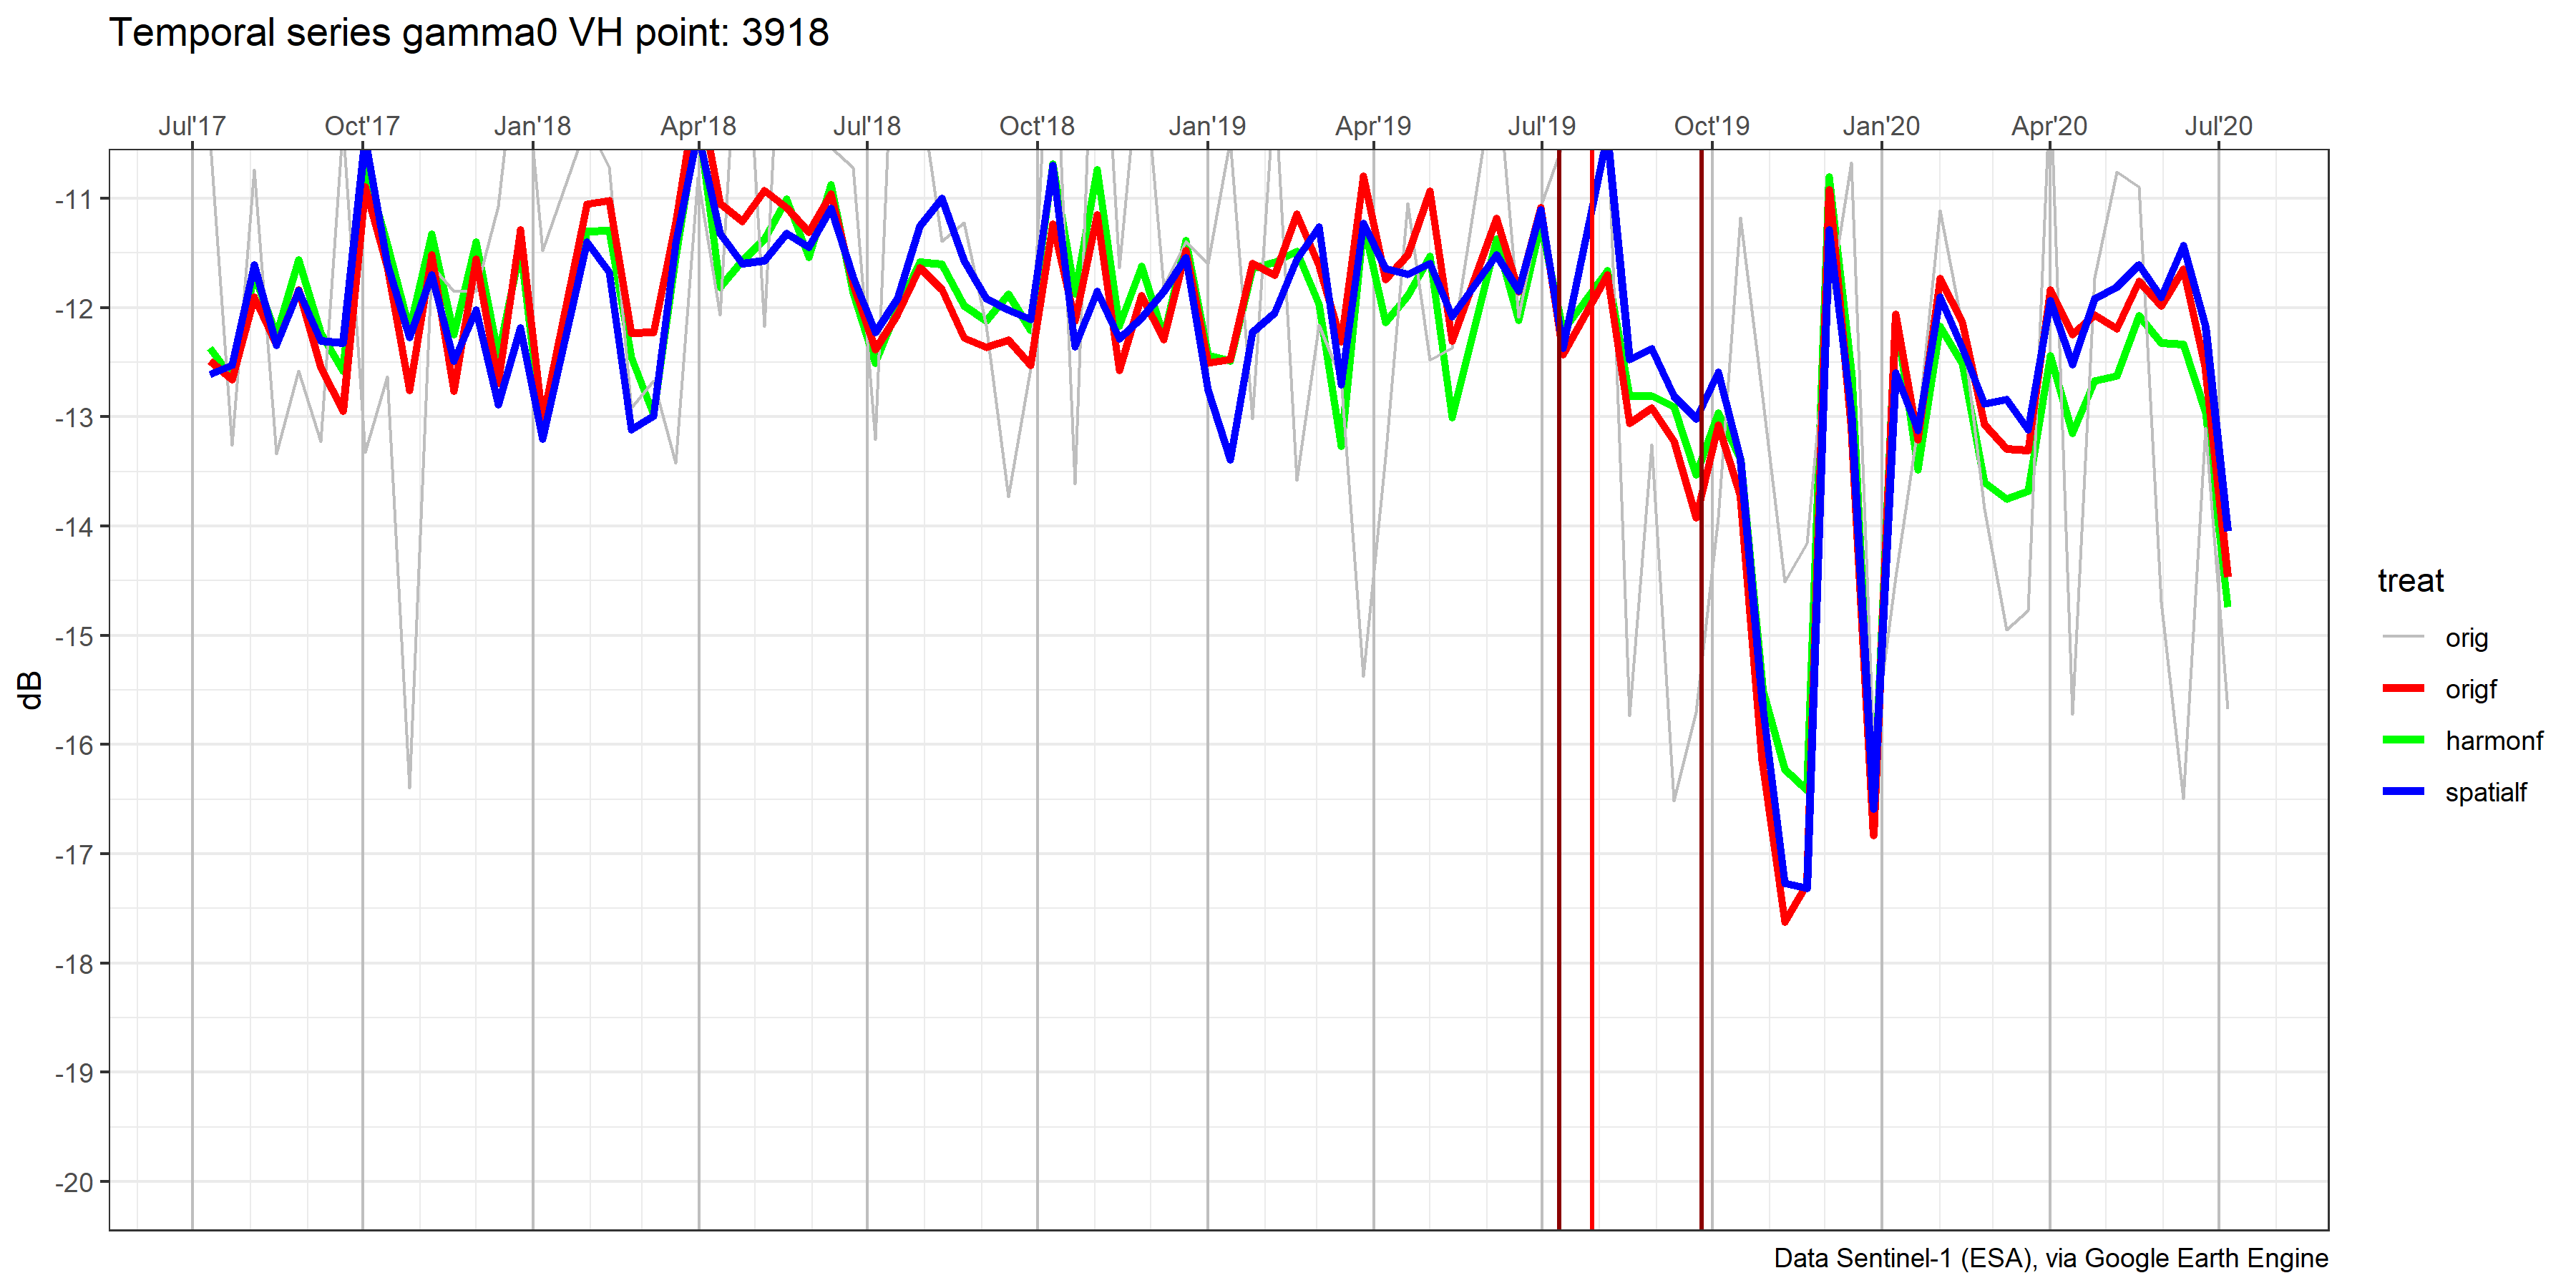 Temporal series gamma0 VH point: 3918
Jul'17 Oct'17 Jan'18 Apr'18 Jul'18 Oct'18 Jan'19 Apr'19 Jul'19 Oct'19 Jan'20 Apr'20 Jul'20
-11
-12
-13
-14
-15
-16
-17
-18
-19
-20
dB
treat
orig
origf
harmonf
spatialf
Data Sentinel-1 (ESA), via Google Earth Engine